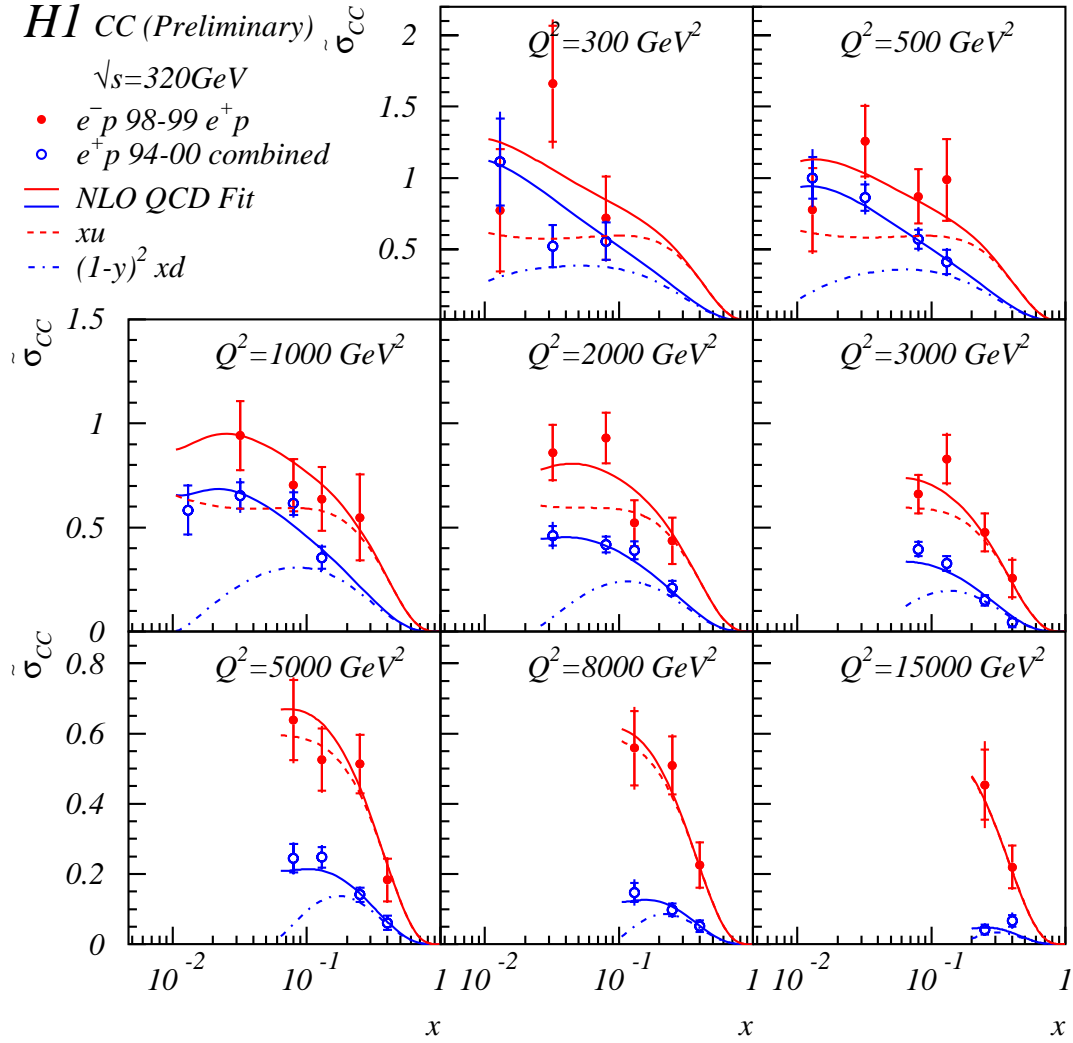 H1 CC (Preliminary)
√s=320GeV
e⁻p 98-99 e⁺p
e⁺p 94-00 combined
NLO QCD Fit
xu
(1-y)² xd
σ̃CC
2
1.5
1
0.5
Q²=300 GeV²
Q²=500 GeV²
σ̃CC
1.5
1
0.5
0
Q²=1000 GeV²
Q²=2000 GeV²
Q²=3000 GeV²
σ̃CC
0.8
0.6
0.4
0.2
0
Q²=5000 GeV²
Q²=8000 GeV²
Q²=15000 GeV²
10⁻² 10⁻¹ 1 10⁻² 10⁻¹ 1 10⁻² 10⁻¹ 1
x x x